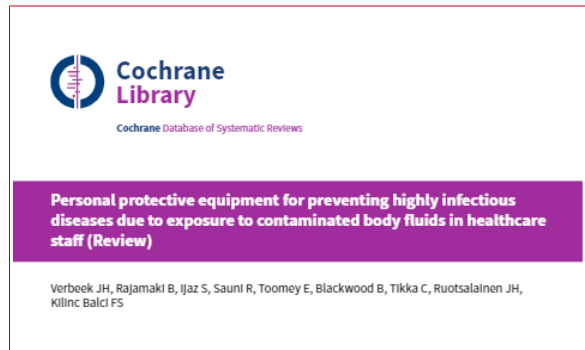 Cochrane
Library
Cochrane Database of Systematic Reviews
Personal protective equipment for preventing highly infectious
diseases due to exposure to contaminated body fluids in healthcare
staff (Review)
Verbeek JH, Rajamaki B, Ijaz S, Sauni R, Toomey E, Blackwood B, Tikka C, Ruotsalainen JH,
Kilinc Balci FS